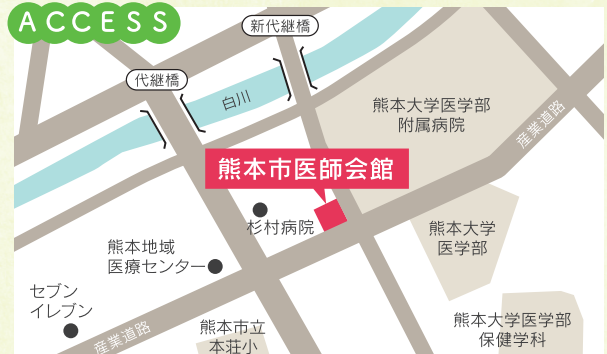 ACCESS
新代継橋
代継橋
白川
熊本大学医学部
附属病院
産業道路
熊本市医師会館
杉村病院
熊本大学
医学部
熊本地域
医療センター
セブン
イレブン
産業道路
熊本市立
本荘小
熊本大学医学部
保健学科